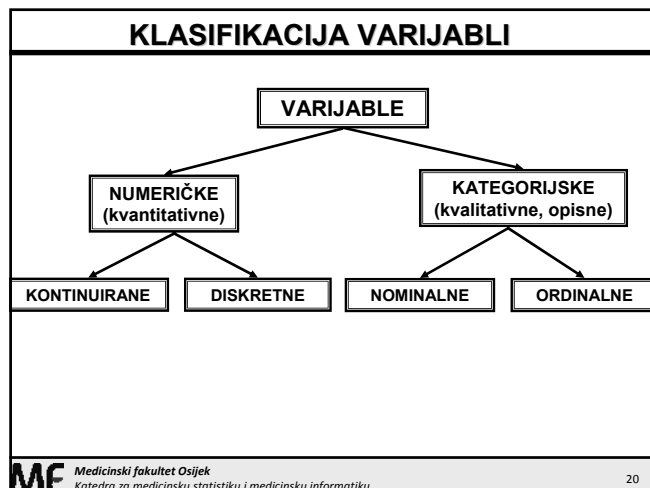 KLASIFIKACIJA VARIJABLI
VARIJABLE
NUMERIČKE
(kvantitativne)
KATEGORIJSKE
(kvalitativne, opisne)
KONTINUIRANE
DISKRETNE
NOMINALNE
ORDINALNE
MF
Medicinski fakultet Osijek
Katedra za medicinsku statistiku i medicinsku informatiku
20